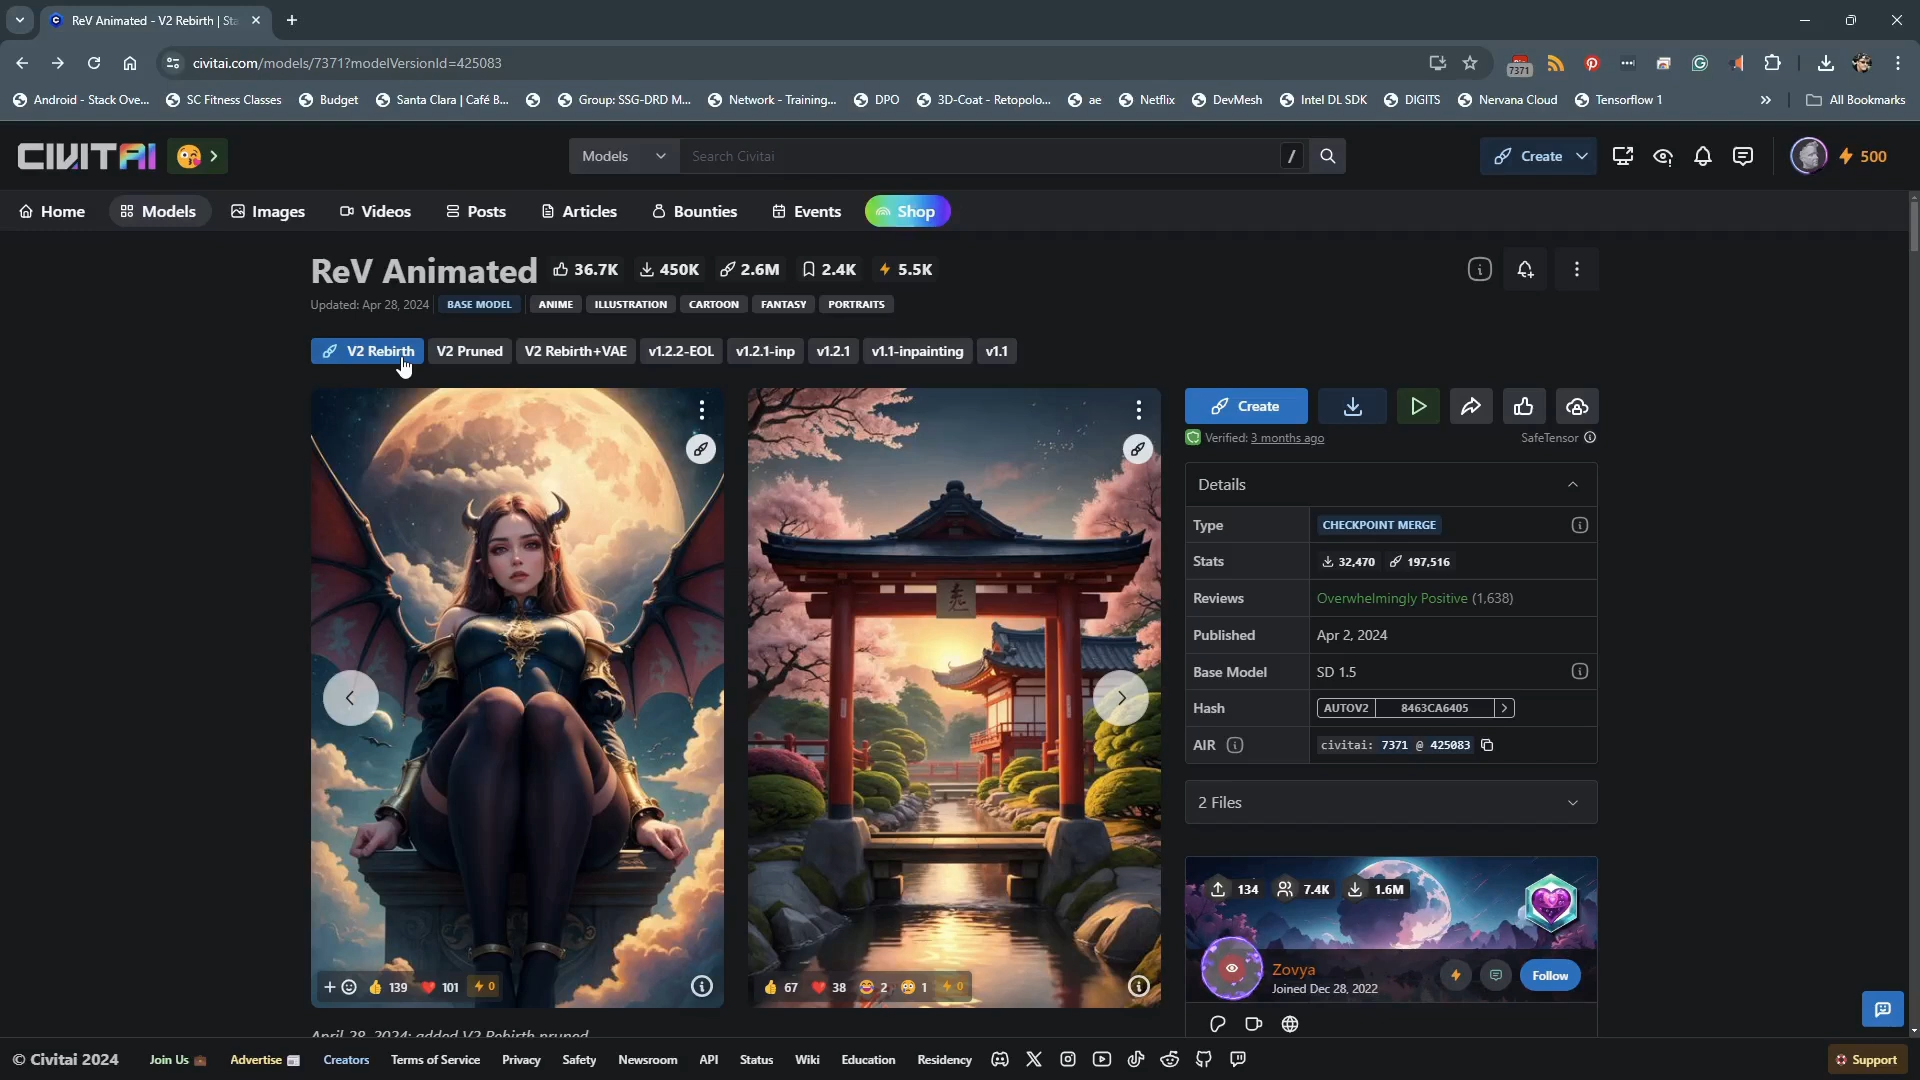 ReV Animated - V2 Rebirth | Sta
civitai.com/models/7371?modelVersionId=425083
7371
Android - Stack Ove...
SC Fitness Classes
Budget
Santa Clara | Café B...
Group: SSG-DRD M...
Network - Training...
DPO
3D-Coat - Retopolo...
ae
Netflix
DevMesh
Intel DL SDK
DIGITS
Nervana Cloud
Tensorflow 1
All Bookmarks
CIVITAI
Models
Search Civitai
/
Create
500
Home
Models
Images
Videos
Posts
Articles
Bounties
Events
Shop
ReV Animated
36.7K
450K
2.6M
2.4K
5.5K
Updated: Apr 28, 2024
BASE MODEL
ANIME
ILLUSTRATION
CARTOON
FANTASY
PORTRAITS
V2 Rebirth
V2 Pruned
V2 Rebirth+VAE
v1.2.2-EOL
v1.2.1-inp
v1.2.1
v1.1-inpainting
v1.1
Create
Verified: 3 months ago
SafeTensor
Details
Type
CHECKPOINT MERGE
Stats
32,470
197,516
Reviews
Overwhelmingly Positive (1,638)
Published
Apr 2, 2024
Base Model
SD 1.5
Hash
AUTOV2
8463CA6405
AIR
civitai: 7371 @ 425083
2 Files
134
7.4K
1.6M
Zovya
Joined Dec 28, 2022
Follow
139
101
0
67
38
2
1
0
April 28, 2024: added V2 Rebirth pruned
© Civitai 2024
Join Us
Advertise
Creators
Terms of Service
Privacy
Safety
Newsroom
API
Status
Wiki
Education
Residency
Support